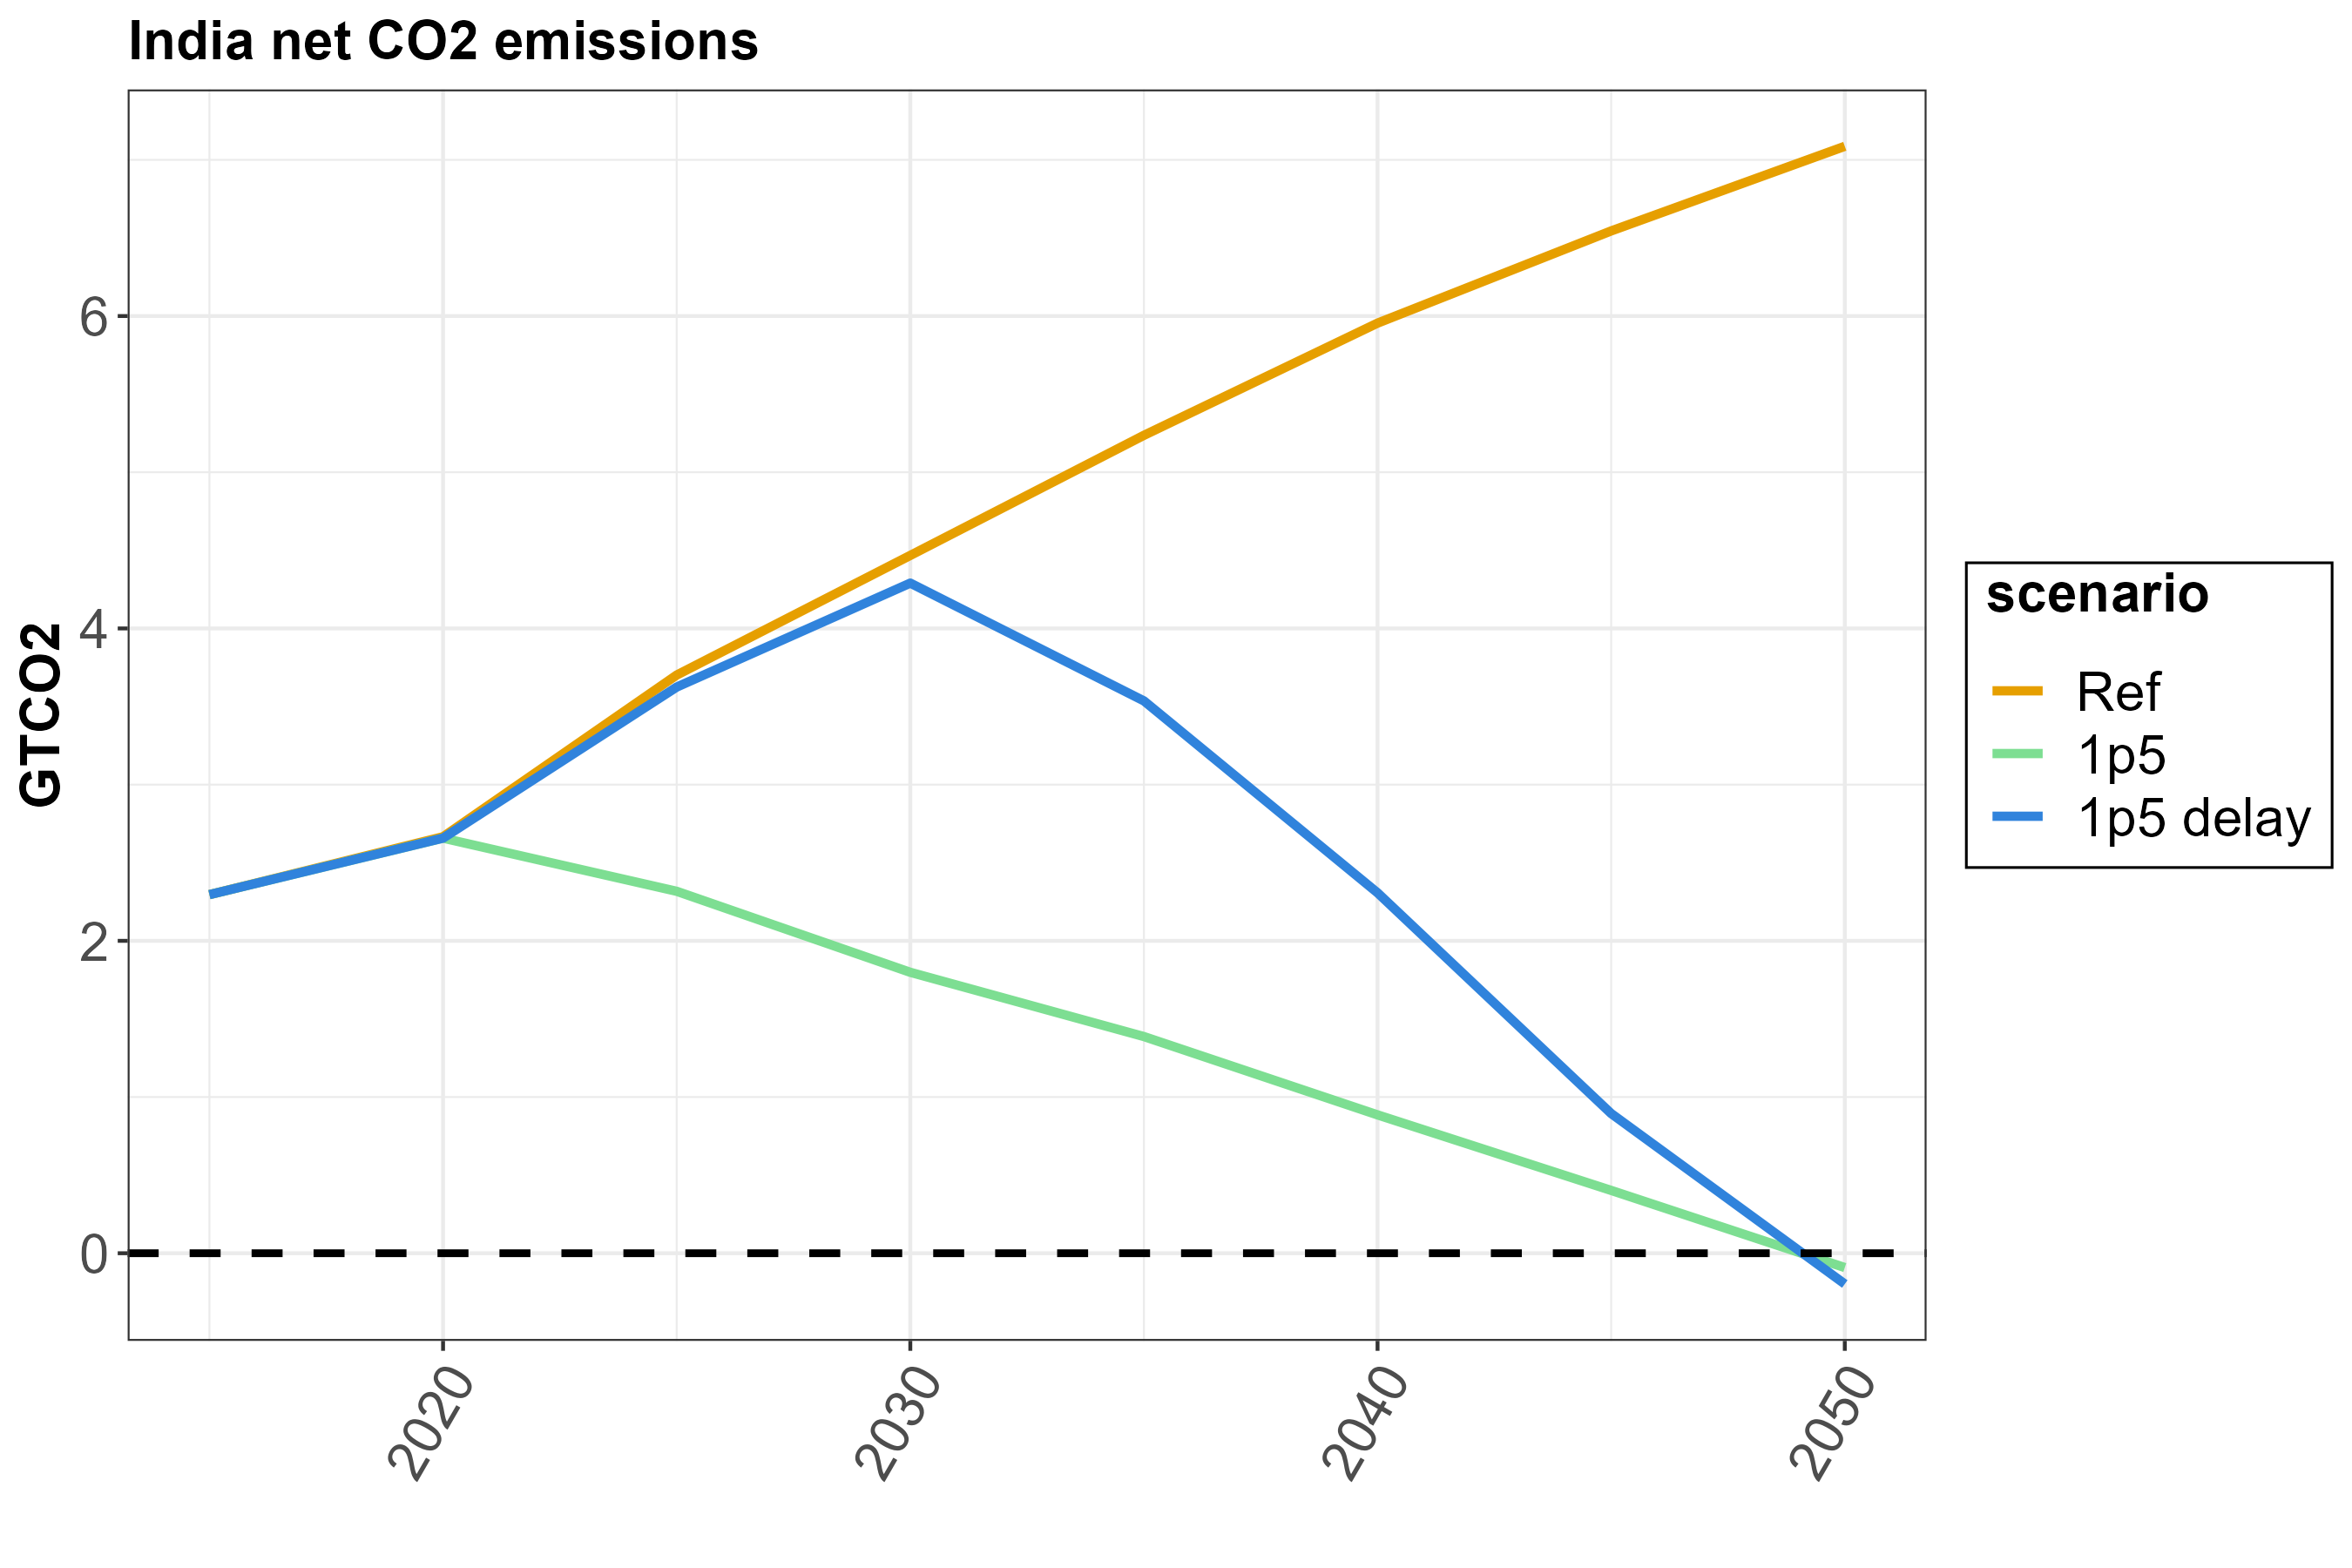 India net CO2 emissions
GTCO2
6
4
2
0
2020
2030
2040
2050
scenario
Ref
1p5
1p5 delay